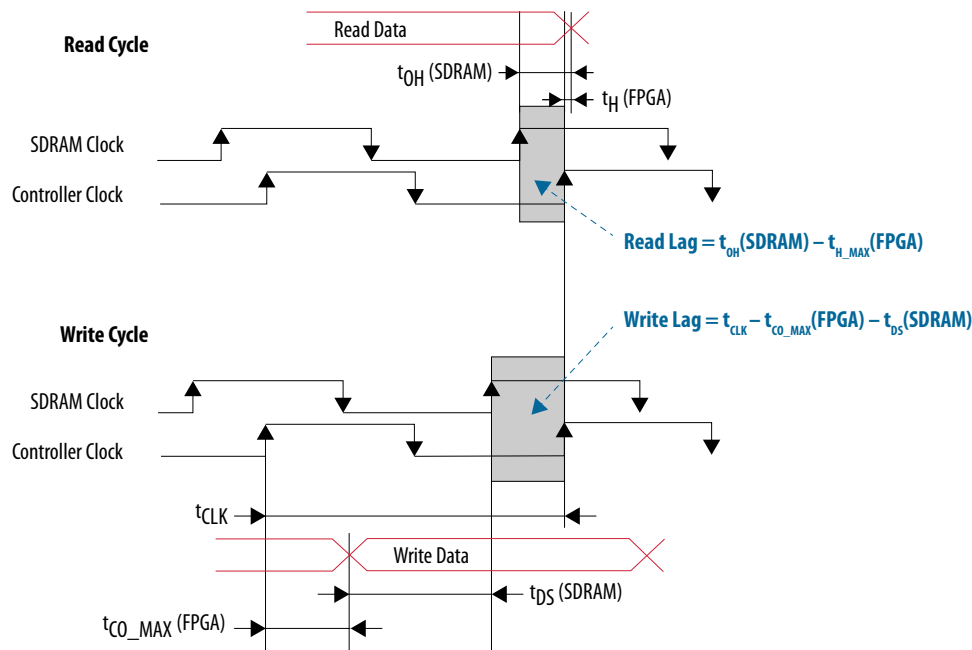 Read Data
Read Cycle
tOH (SDRAM)
tH (FPGA)
SDRAM Clock
Controller Clock
Read Lag = tOH(SDRAM) – tH_MAX(FPGA)
Write Lag = tCLK – tCO_MAX(FPGA) – tDS(SDRAM)
Write Cycle
SDRAM Clock
Controller Clock
tCLK
Write Data
tDS (SDRAM)
tCO_MAX (FPGA)